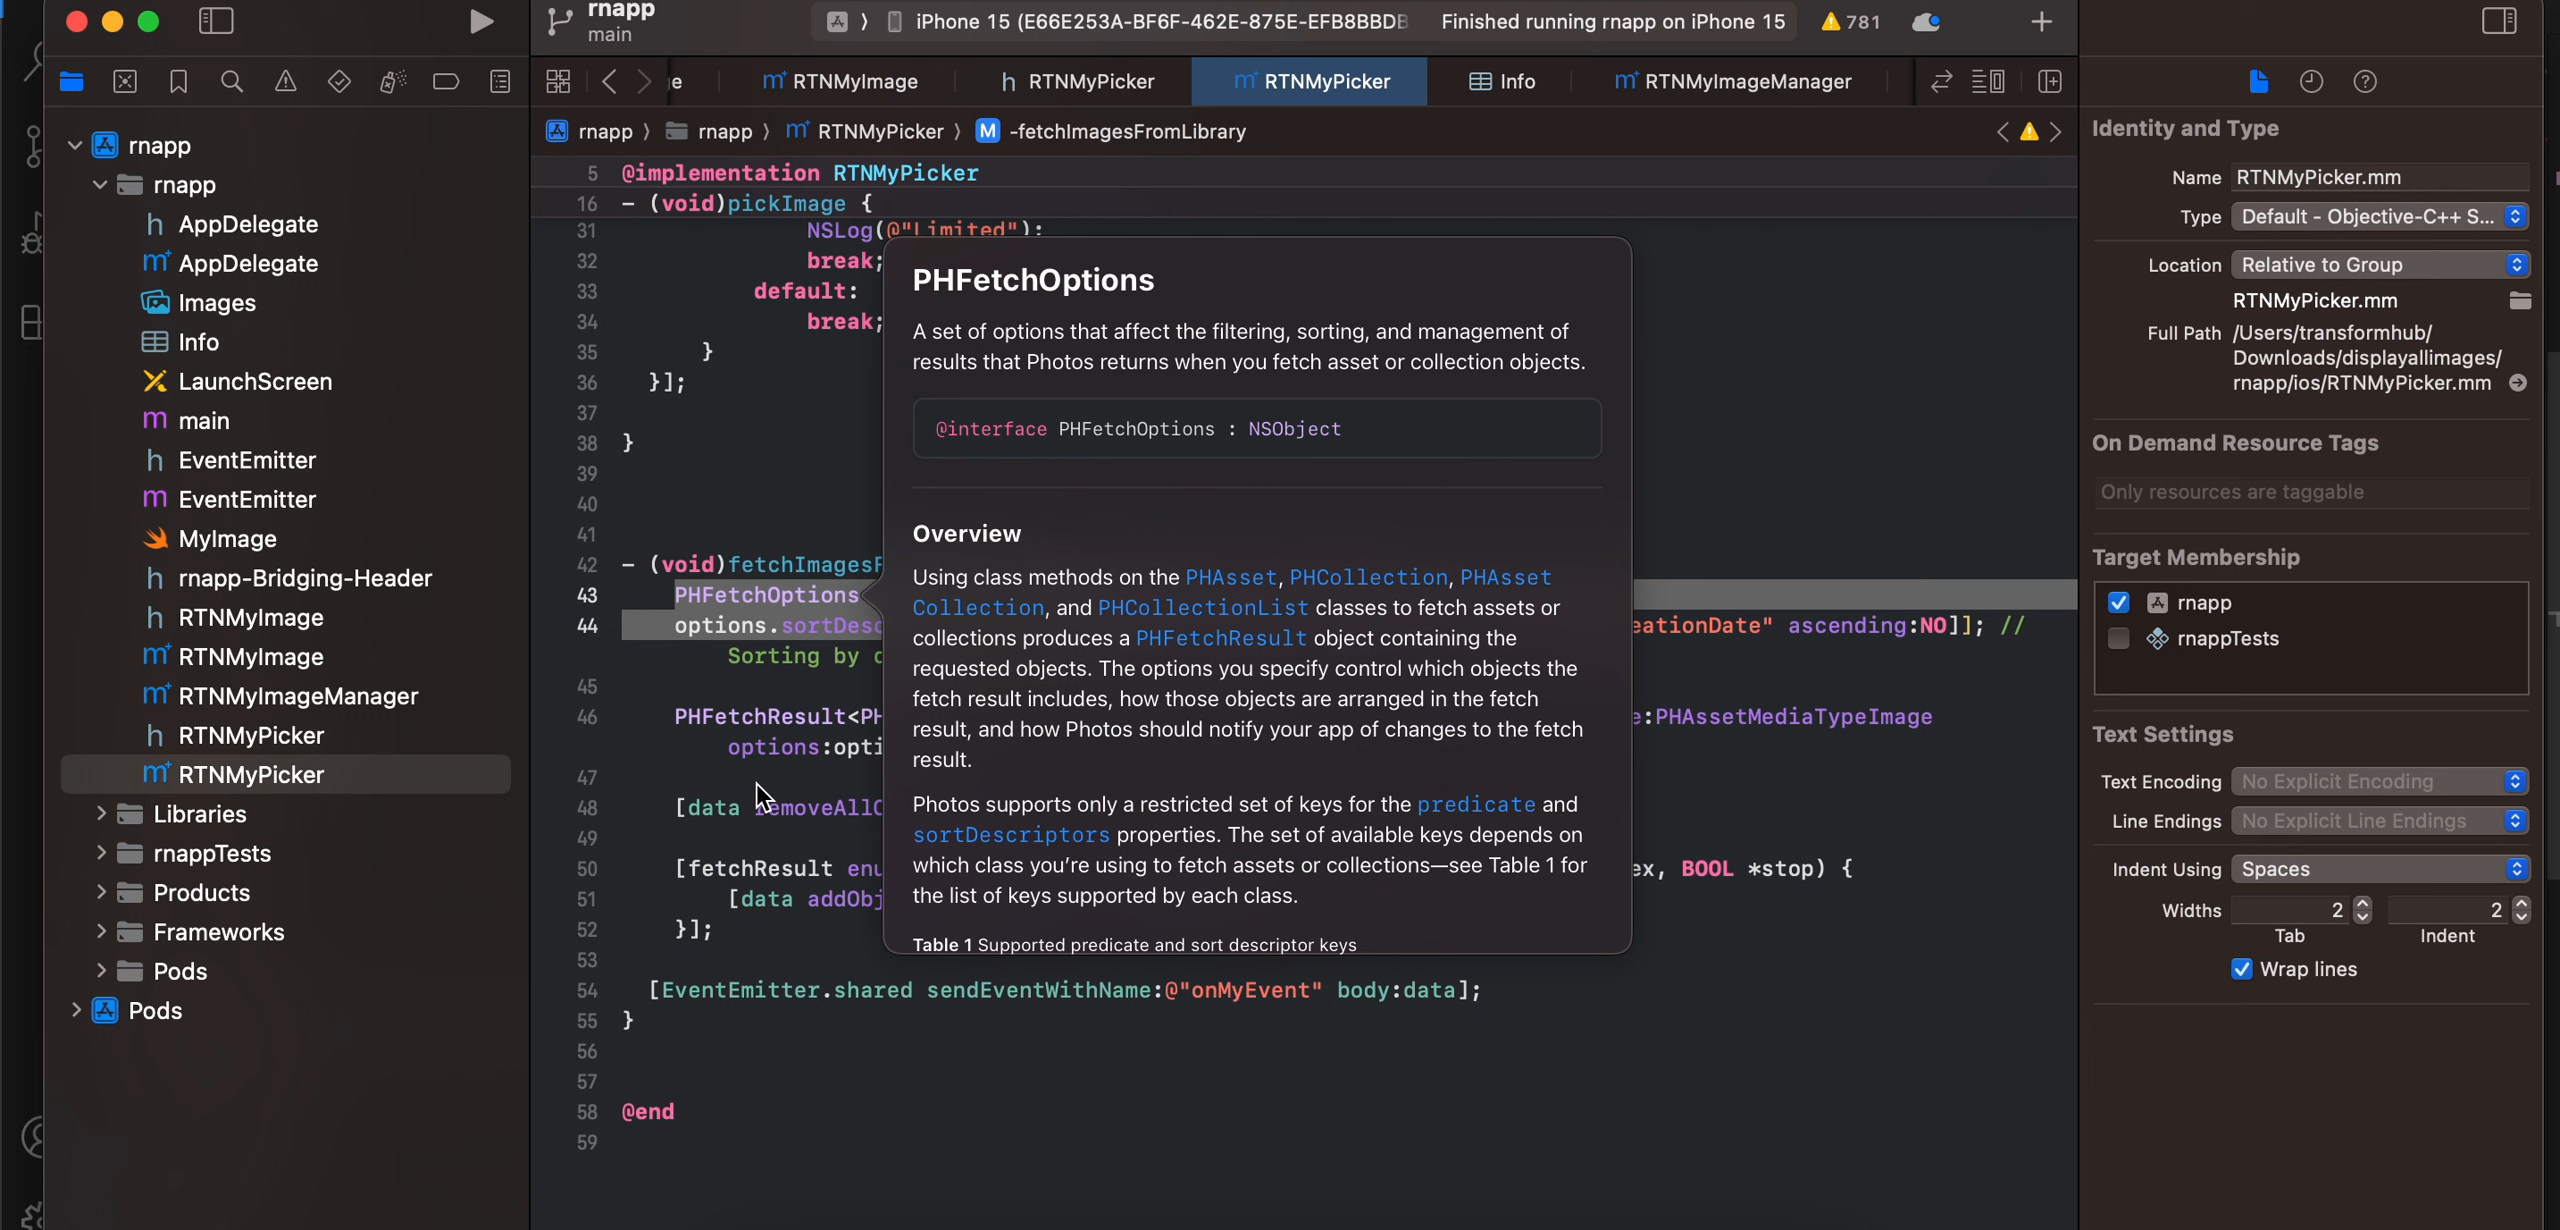 rnapp
main
iPhone 15 (E66E253A-BF6F-462E-875E-EFB8BBDB
Finished running rnapp on iPhone 15
781
RTNMyImage
RTNMyPicker
RTNMyPicker
Info
RTNMyImageManager
rnapp
rnapp
RTNMyPicker
-fetchImagesFromLibrary
rnapp
rnapp
AppDelegate
AppDelegate
Images
Info
LaunchScreen
main
EventEmitter
EventEmitter
MyImage
rnapp-Bridging-Header
RTNMyImage
RTNMyImage
RTNMyImageManager
RTNMyPicker
RTNMyPicker
Libraries
rnappTests
Products
Frameworks
Pods
Pods
5 @implementation RTNMyPicker
16 - (void)pickImage {
31 NSLog(@"Limited");
32 break;
33 default:
34 break;
35 }
36 }];
37
38 }
39
40
41
42 - (void)fetchImagesF
43 PHFetchOptions
44 options.sortDesc eationDate" ascending:NO]]; //
Sorting by
45
46 PHFetchResult<PH e:PHAssetMediaTypeImage
options:opti
47
48 [data removeAllO
49
50 [fetchResult enu ex, BOOL *stop) {
51 [data addObj
52 }];
53
54 [EventEmitter.shared sendEventWithName:@"onMyEvent" body:data];
55 }
56
57
58 @end
59
PHFetchOptions
A set of options that affect the filtering, sorting, and management of
results that Photos returns when you fetch asset or collection objects.
@interface PHFetchOptions : NSObject
Overview
Using class methods on the PHAsset, PHCollection, PHAsset
Collection, and PHCollectionList classes to fetch assets or
collections produces a PHFetchResult object containing the
requested objects. The options you specify control which objects the
fetch result includes, how those objects are arranged in the fetch
result, and how Photos should notify your app of changes to the fetch
result.
Photos supports only a restricted set of keys for the predicate and
sortDescriptors properties. The set of available keys depends on
which class you're using to fetch assets or collections—see Table 1 for
the list of keys supported by each class.
Table 1 Supported predicate and sort descriptor keys
Identity and Type
Name RTNMyPicker.mm
Type Default - Objective-C++ S...
Location Relative to Group
RTNMyPicker.mm
Full Path /Users/transformhub/
Downloads/displayallimages/
rnapp/ios/RTNMyPicker.mm
On Demand Resource Tags
Only resources are taggable
Target Membership
rnapp
rnappTests
Text Settings
Text Encoding No Explicit Encoding
Line Endings No Explicit Line Endings
Indent Using Spaces
Widths 2 2
Tab Indent
Wrap lines